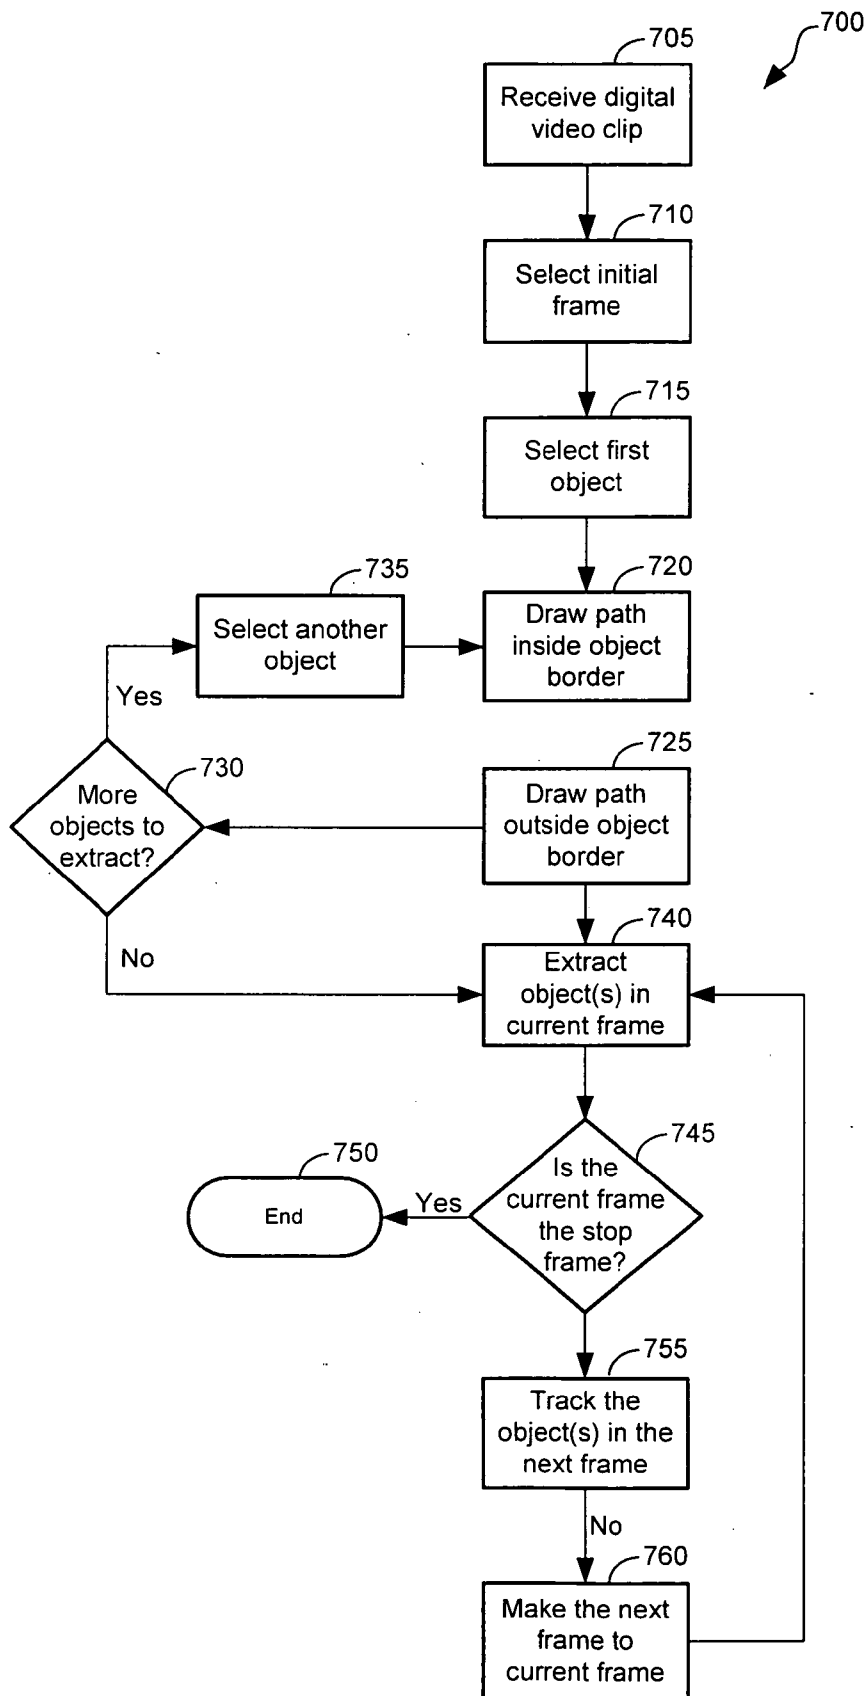 700
705
Receive digital
video clip
710
Select initial
frame
715
Select first
object
735
Select another
object
720
Draw path
inside object
border
Yes
730
More
objects to
extract?
725
Draw path
outside object
border
No
740
Extract
object(s) in
current frame
745
Is the
current frame
the stop
frame?
750
End
Yes
755
Track the
object(s) in the
next frame
No
760
Make the next
frame to
current frame